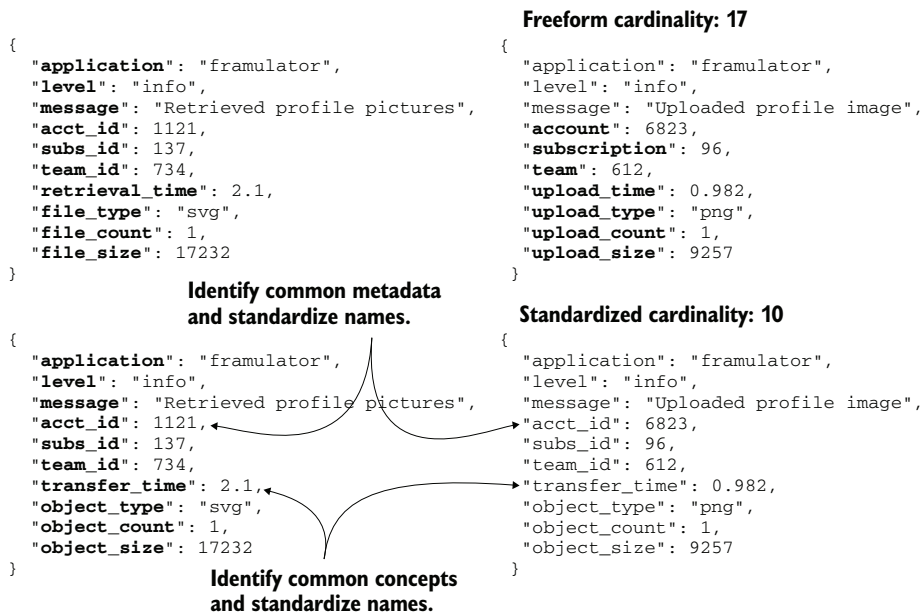 Freeform cardinality: 17
{
"application": "framulator",
"level": "info",
"message": "Retrieved profile pictures",
"acct_id": 1121,
"subs_id": 137,
"team_id": 734,
"retrieval_time": 2.1,
"file_type": "svg",
"file_count": 1,
"file_size": 17232
}
{
"application": "framulator",
"level": "info",
"message": "Uploaded profile image",
"account": 6823,
"subscription": 96,
"team": 612,
"upload_time": 0.982,
"upload_type": "png",
"upload_count": 1,
"upload_size": 9257
}
Identify common metadata
and standardize names.
Standardized cardinality: 10
{
"application": "framulator",
"level": "info",
"message": "Retrieved profile pictures",
"acct_id": 1121,
"subs_id": 137,
"team_id": 734,
"transfer_time": 2.1,
"object_type": "svg",
"object_count": 1,
"object_size": 17232
}
{
"application": "framulator",
"level": "info",
"message": "Uploaded profile image",
"acct_id": 6823,
"subs_id": 96,
"team_id": 612,
"transfer_time": 0.982,
"object_type": "png",
"object_count": 1,
"object_size": 9257
}
Identify common concepts
and standardize names.